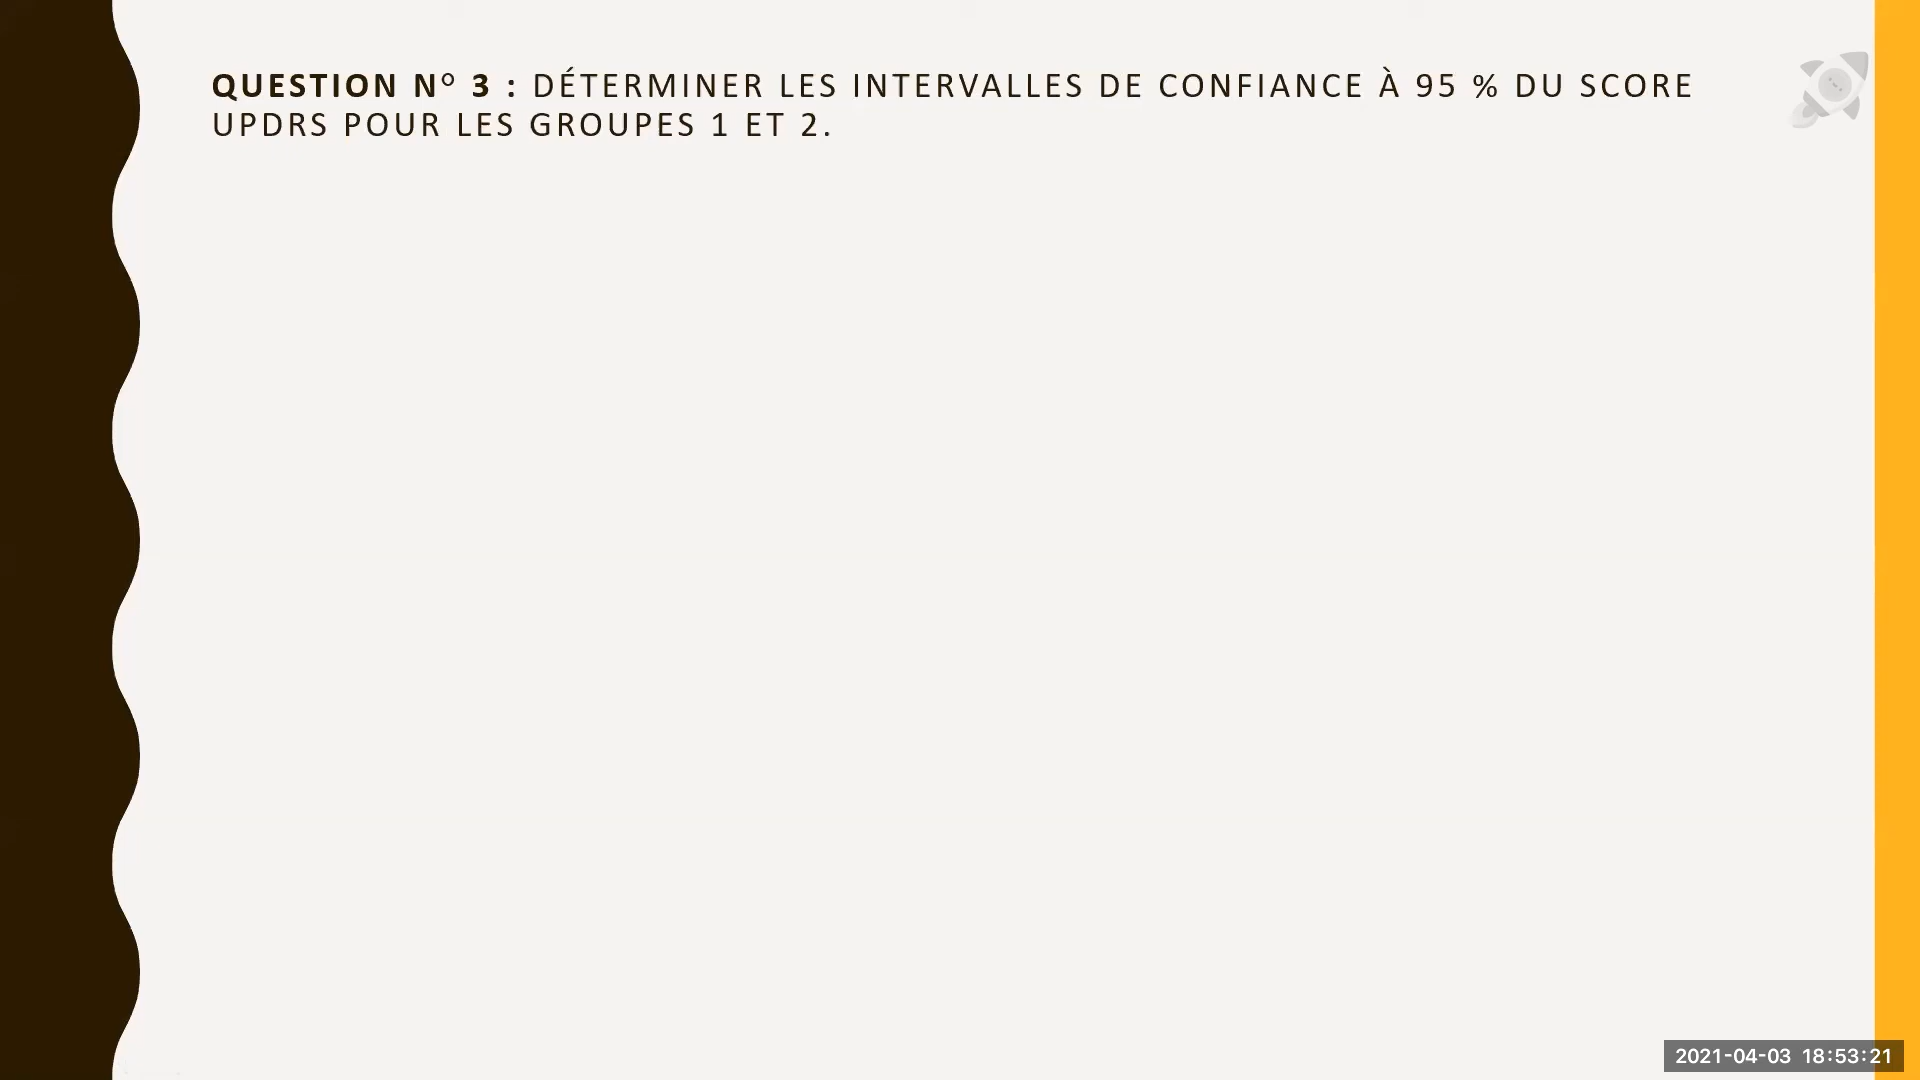 QUESTION N° 3 : DÉTERMINER LES INTERVALLES DE CONFIANCE À 95 % DU SCORE
UPDRS POUR LES GROUPES 1 ET 2.
2021-04-03 18:53:21